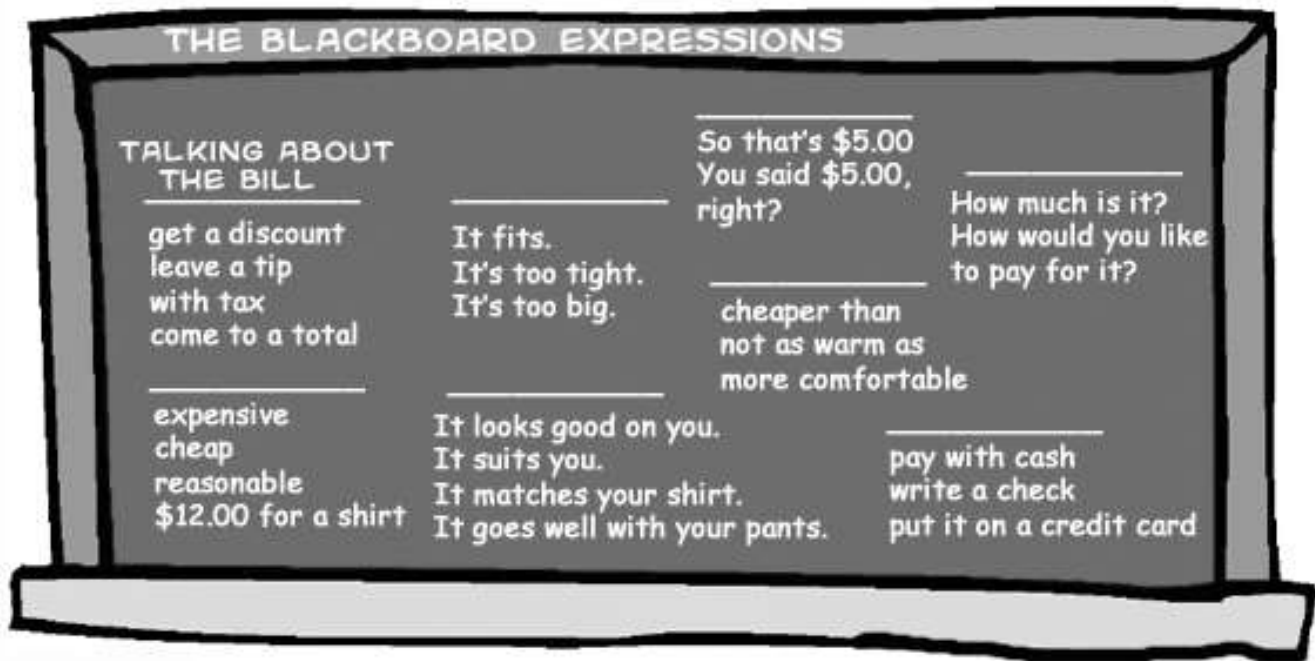 THE BLACKBOARD EXPRESSIONS
TALKING ABOUT
THE BILL
get a discount
leave a tip
with tax
come to a total
expensive
cheap
reasonable
$12.00 for a shirt
It fits.
It's too tight.
It's too big.
It looks good on you.
It suits you.
It matches your shirt.
It goes well with your pants.
So that's $5.00
You said $5.00,
right?
cheaper than
not as warm as
more comfortable
How much is it?
How would you like
to pay for it?
pay with cash
write a check
put it on a credit card